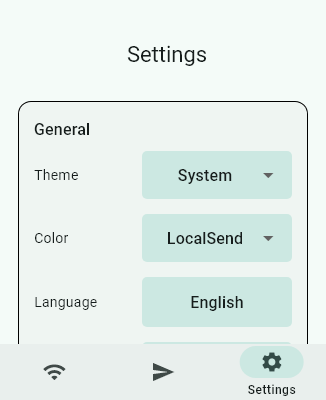 Settings
General
Theme System
Color LocalSend
Language English
Settings